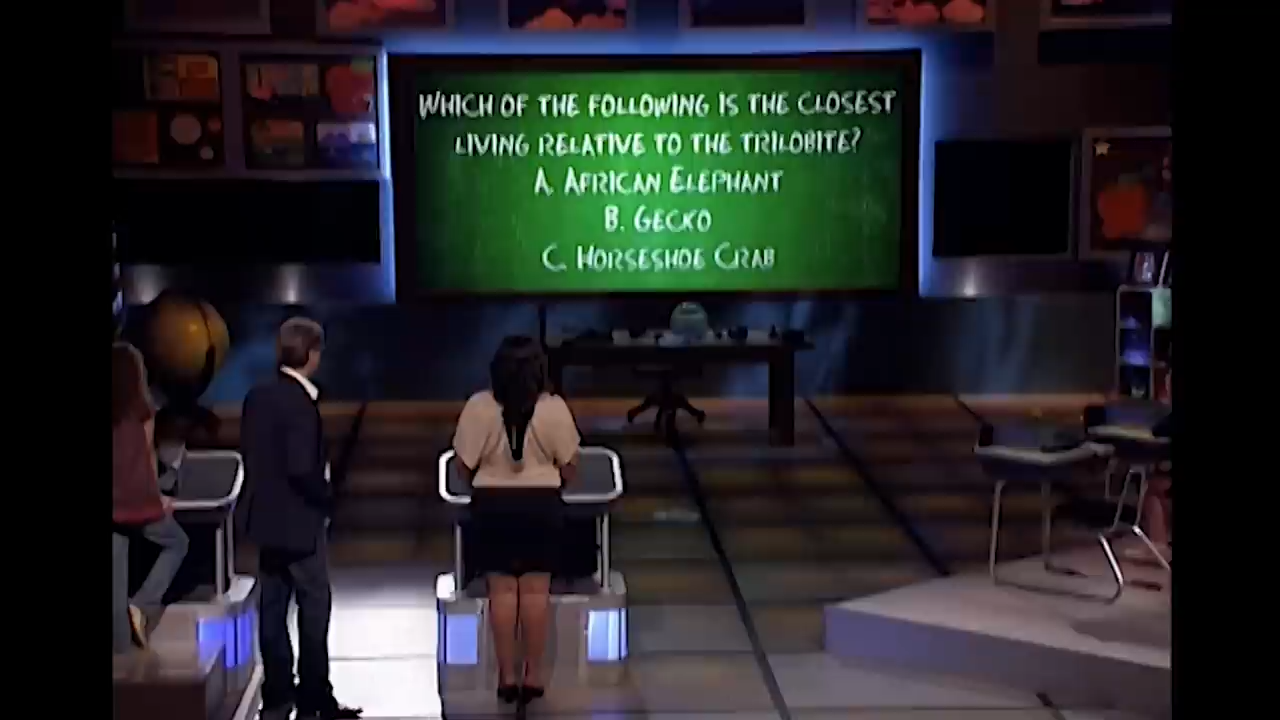 WHICH OF THE FOLLOWING IS THE CLOSEST
LIVING RELATIVE TO THE TRILOBITE?
A. AFRICAN ELEPHANT
B. GECKO
C. HORSESHOE CRAB